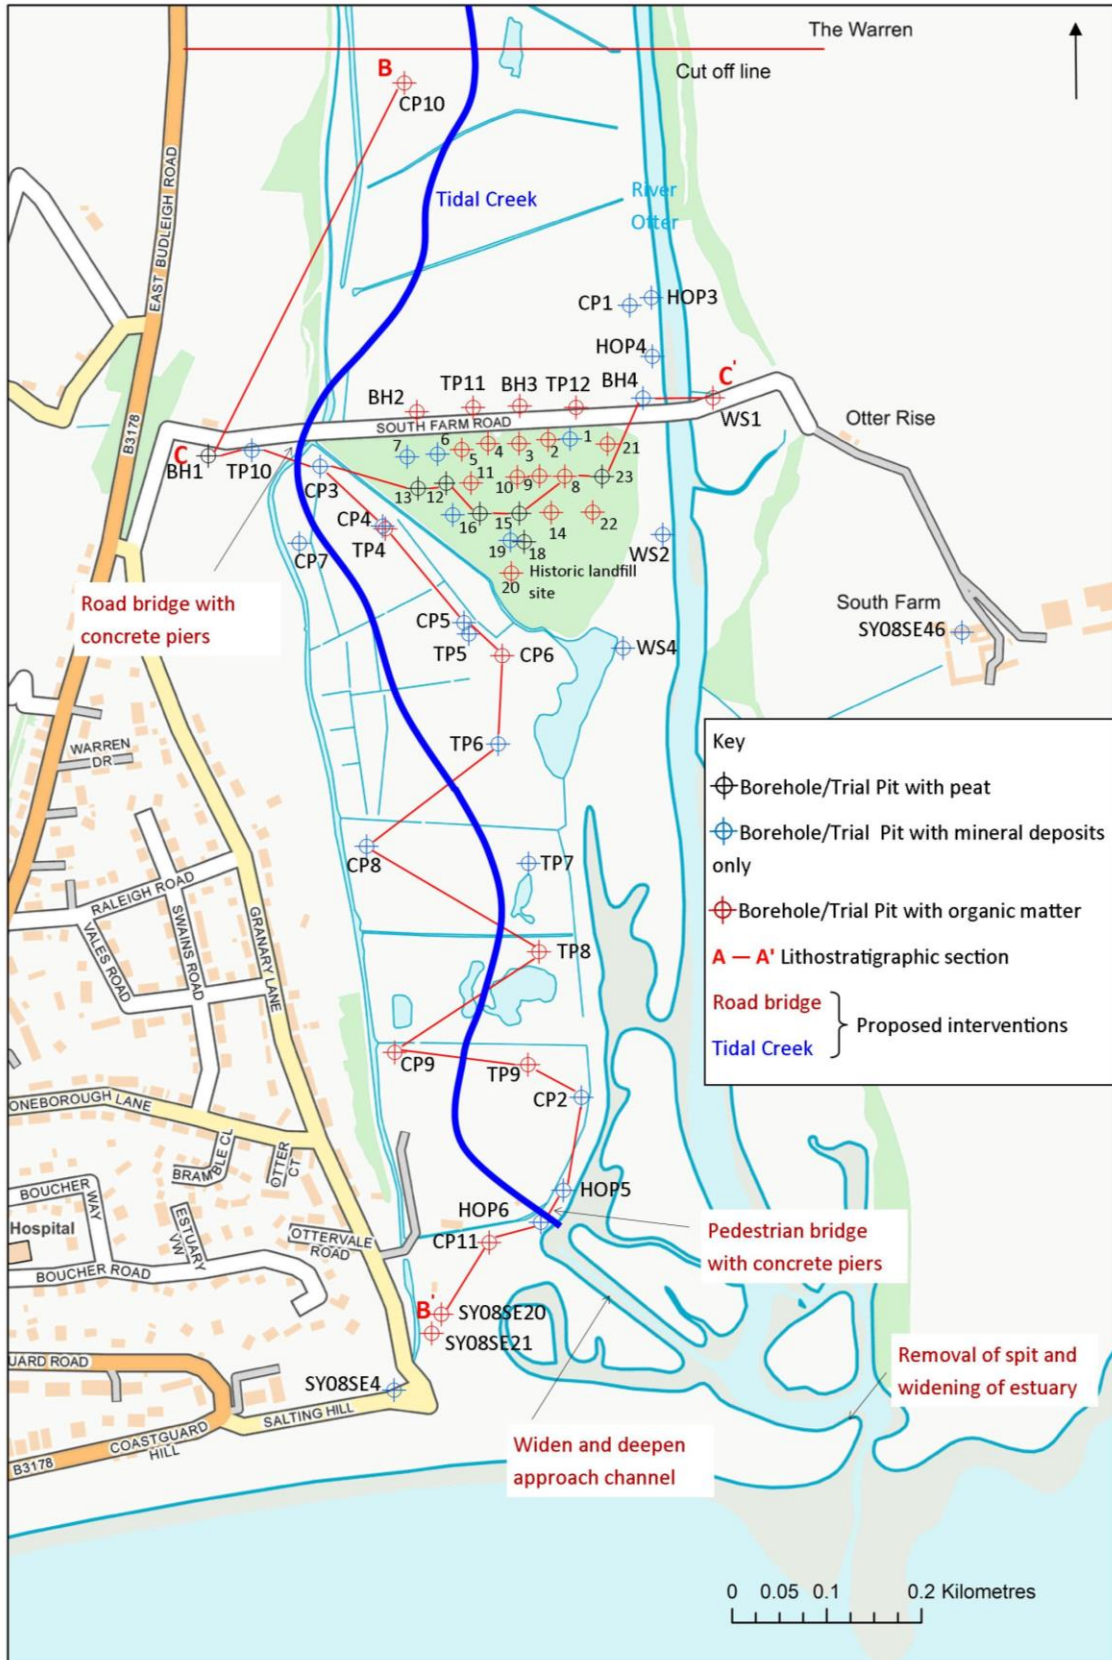 The Warren
Cut off line
B
CP10
EAST BUDLEIGH ROAD
Tidal Creek
River
Otter
CP1
HOP3
HOP4
BH4
C'
WS1
BH2
TP11
BH3
TP12
SOUTH FARM ROAD
Otter Rise
B3178
C
BH1
TP10
CP3
7
6
5
4
3
2
1
21
13
12
11
10
9
8
23
CP4
TP4
16
15
14
22
CP7
19
18
WS2
20
Historic landfill
site
Road bridge with
concrete piers
CP5
TP5
CP6
WS4
South Farm
SY08SE46
TP6
WARREN
DR
Key
Borehole/Trial Pit with peat
Borehole/Trial Pit with mineral deposits
only
Borehole/Trial Pit with organic matter
A — A' Lithostratigraphic section
Road bridge
Tidal Creek
Proposed interventions
CP8
TP7
RALEIGH ROAD
VALES ROAD
SWAINS ROAD
GRANARY LANE
TP8
CP9
TP9
CP2
ONEBOROUGH LANE
BRAMBLE CL
OTTER
CT
BOUCHER
WAY
ESTUARY
VW
Hospital
OTTERVALE
ROAD
BOUCHER ROAD
HOP5
HOP6
CP11
Pedestrian bridge
with concrete piers
B'
SY08SE20
SY08SE21
UARD ROAD
SY08SE4
SALTING HILL
COASTGUARD
HILL
B3178
Removal of spit and
widening of estuary
Widen and deepen
approach channel
0 0.05 0.1 0.2 Kilometres